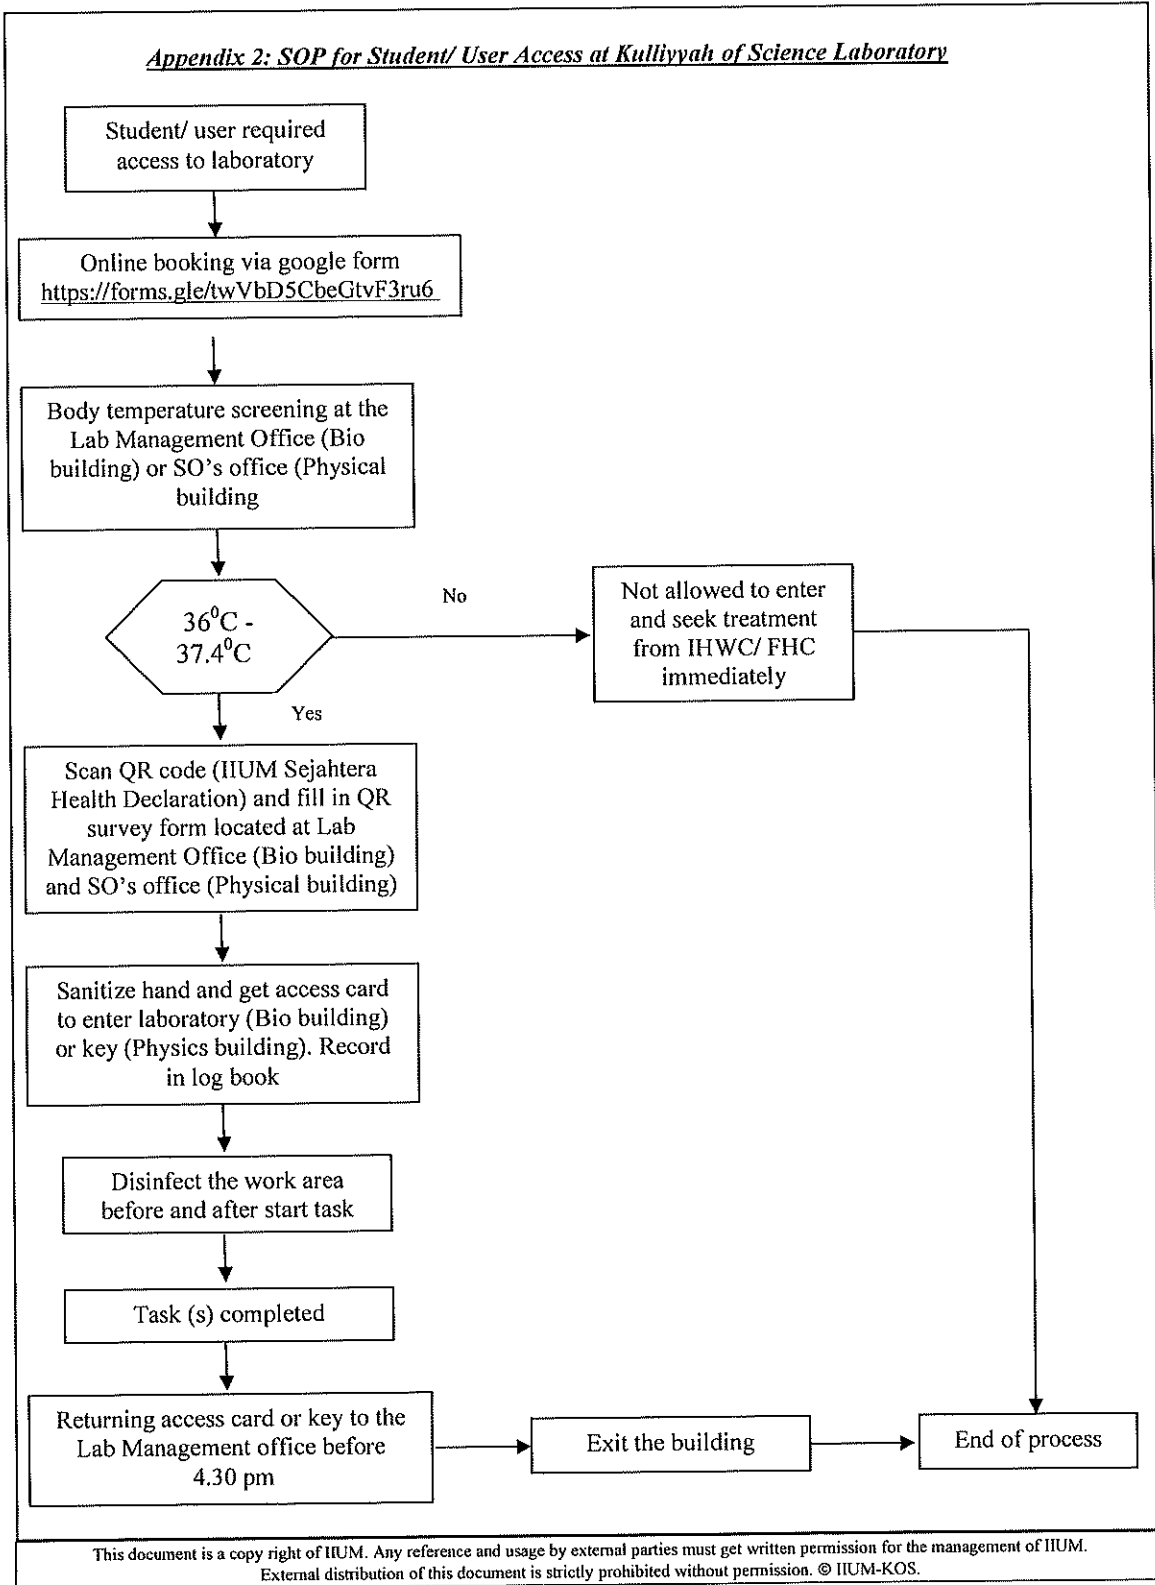 Appendix 2: SOP for Student/ User Access at Kulliyyah of Science Laboratory
Student/ user required
access to laboratory
Online booking via google form
https://forms.gle/twVbD5CbeGtvF3ru6
Body temperature screening at the
Lab Management Office (Bio
building) or SO's office (Physical
building
36⁰C -
37.4⁰C
No
Not allowed to enter
and seek treatment
from IHWC/ FHC
immediately
Yes
Scan QR code (IIUM Sejahtera
Health Declaration) and fill in QR
survey form located at Lab
Management Office (Bio building)
and SO's office (Physical building)
Sanitize hand and get access card
to enter laboratory (Bio building)
or key (Physics building). Record
in log book
Disinfect the work area
before and after start task
Task (s) completed
Returning access card or key to the
Lab Management office before
4.30 pm
Exit the building
End of process
This document is a copy right of IIUM. Any reference and usage by external parties must get written permission for the management of IIUM.
External distribution of this document is strictly prohibited without permission. © IIUM-KOS.